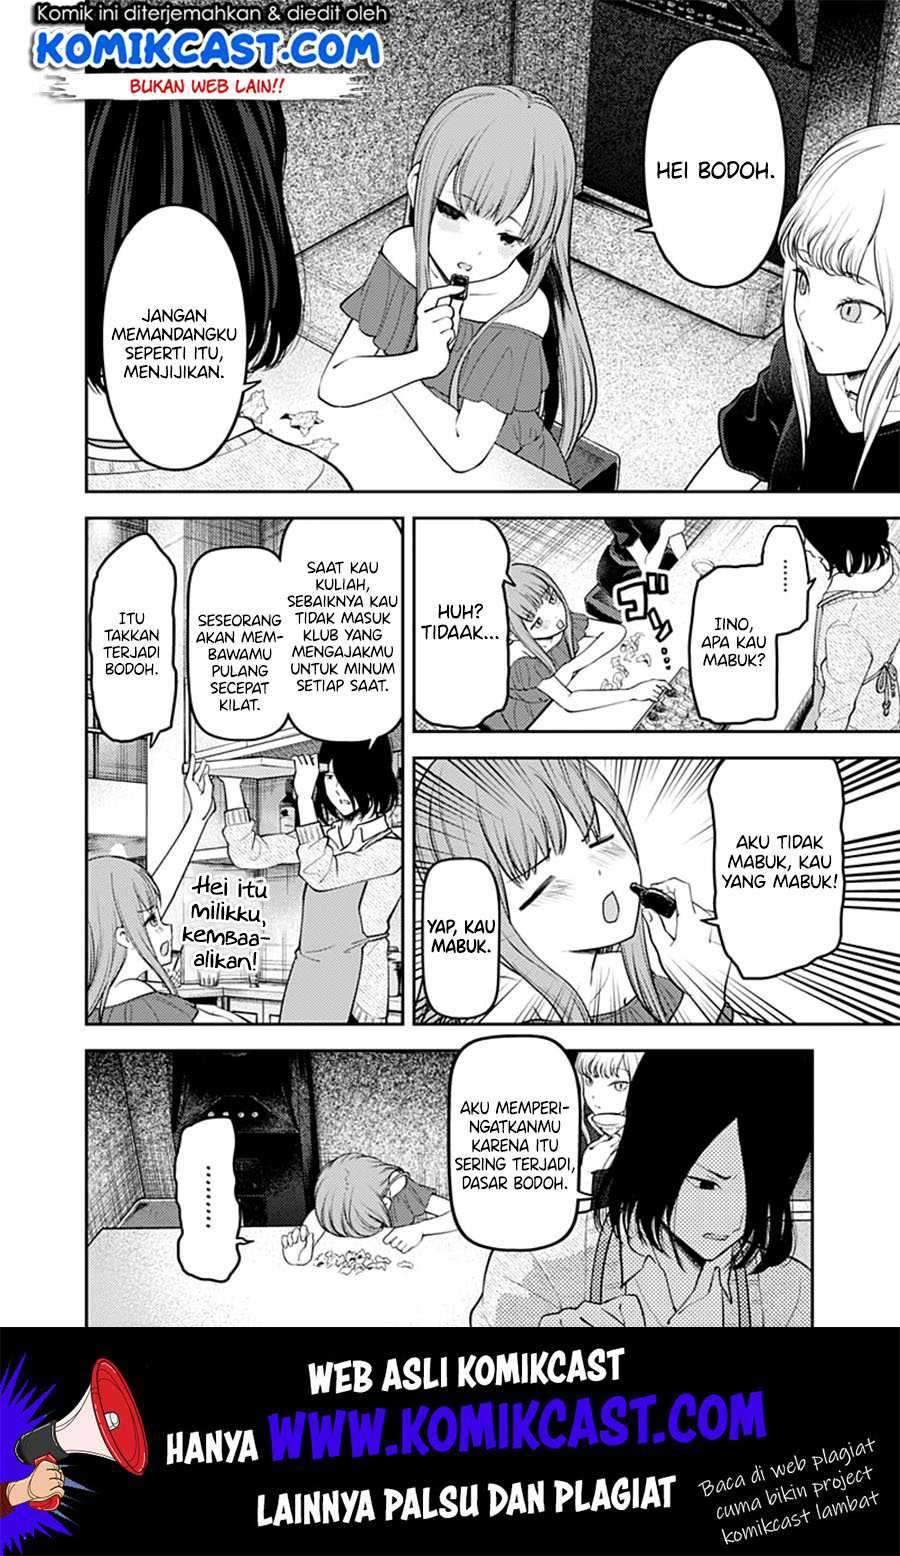 Komik ini diterjemahkan & diedit oleh
KOMIKCAST.COM
BUKAN WEB LAIN!!
HEI BODOH.
JANGAN
MEMANDANGKU
SEPERTI ITU,
MENJIJIKAN.
.......
IINO,
APA KAU
MABUK?
HUH?
TIDAAK...
SAAT KAU
KULIAH,
SEBAIKNYA KAU
TIDAK MASUK
KLUB YANG
MENGAJAKMU
UNTUK MINUM
SETIAP SAAT.
SESEORANG
AKAN MEM-
BAWAMU
PULANG
SECEPAT
KILAT.
ITU
TAKKAN
TERJADI
BODOH.
AKU TIDAK
MABUK, KAU
YANG MABUK!
YAP, KAU
MABUK.
Hei itu
milikku,
kembaa-
alikan!
AKU MEMPERI-
NGATKANMU
KARENA ITU
SERING TERJADI,
DASAR BODOH.
........
WEB ASLI KOMIKCAST
HANYA WWW.KOMIKCAST.COM
LAINNYA PALSU DAN PLAGIAT
Baca di web plagiat
cuma bikin project
komikcast lambat